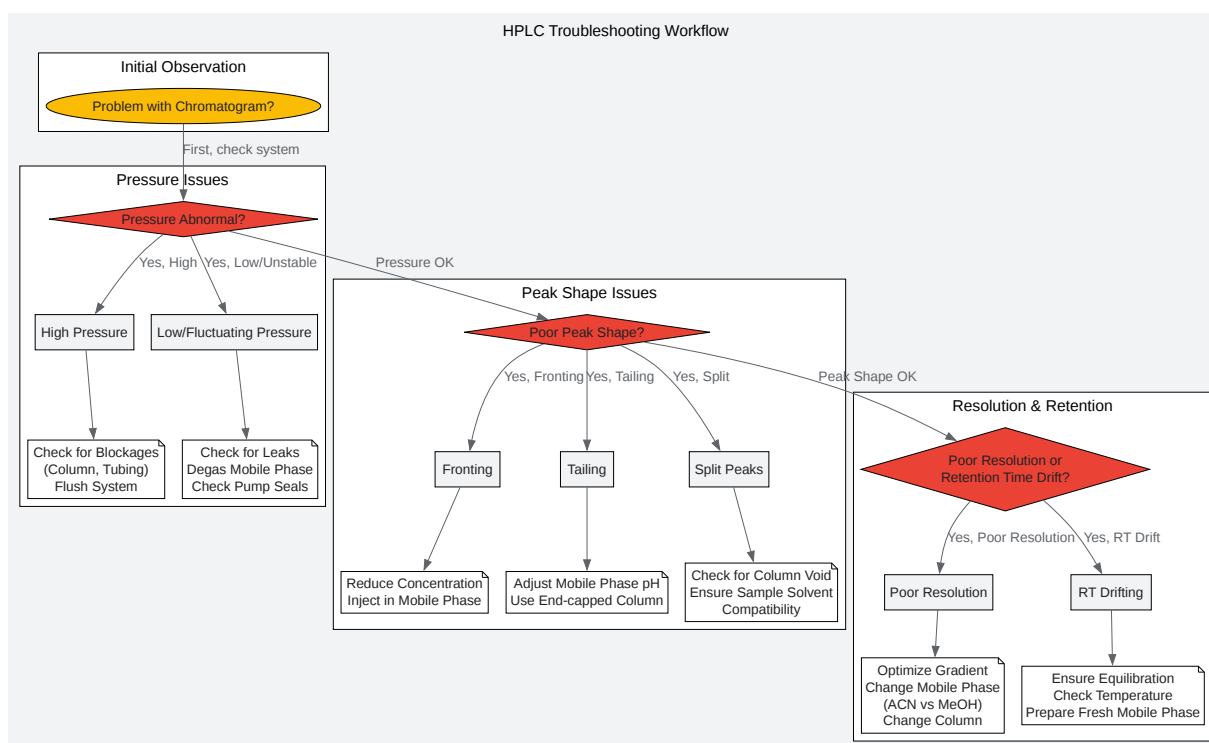 HPLC Troubleshooting Workflow
Initial Observation
Problem with Chromatogram?
First, check system
Pressure Issues
Pressure Abnormal?
Yes, High
Yes, Low/Unstable
Pressure OK
High Pressure
Low/Fluctuating Pressure
Check for Blockages
(Column, Tubing)
Flush System
Check for Leaks
Degas Mobile Phase
Check Pump Seals
Peak Shape Issues
Poor Peak Shape?
Yes, Fronting
Yes, Tailing
Yes, Split
Peak Shape OK
Fronting
Tailing
Split Peaks
Reduce Concentration
Inject in Mobile Phase
Adjust Mobile Phase pH
Use End-capped Column
Check for Column Void
Ensure Sample Solvent
Compatibility
Resolution & Retention
Poor Resolution or
Retention Time Drift?
Yes, Poor Resolution
Yes, RT Drift
Poor Resolution
RT Drifting
Optimize Gradient
Change Mobile Phase
(ACN vs MeOH)
Change Column
Ensure Equilibration
Check Temperature
Prepare Fresh Mobile Phase